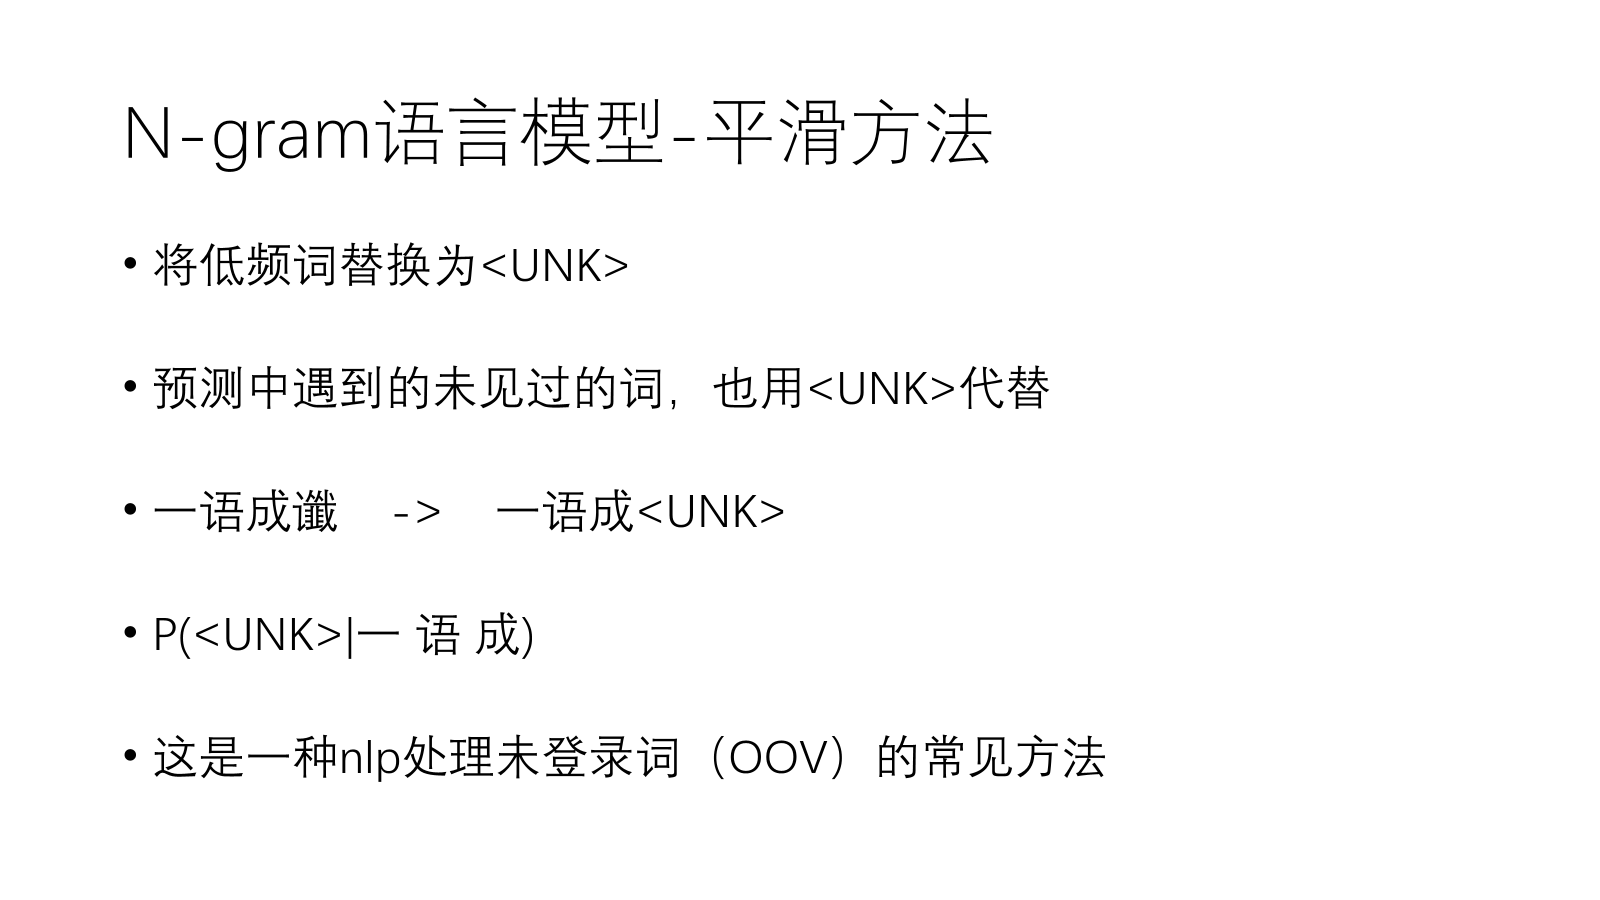 N-gram语言模型-平滑方法
• 将低频词替换为<UNK>
• 预测中遇到的未见过的词，也用<UNK>代替
• 一语成谶 -> 一语成<UNK>
• P(<UNK>|一 语 成)
• 这是一种nlp处理未登录词（OOV）的常见方法